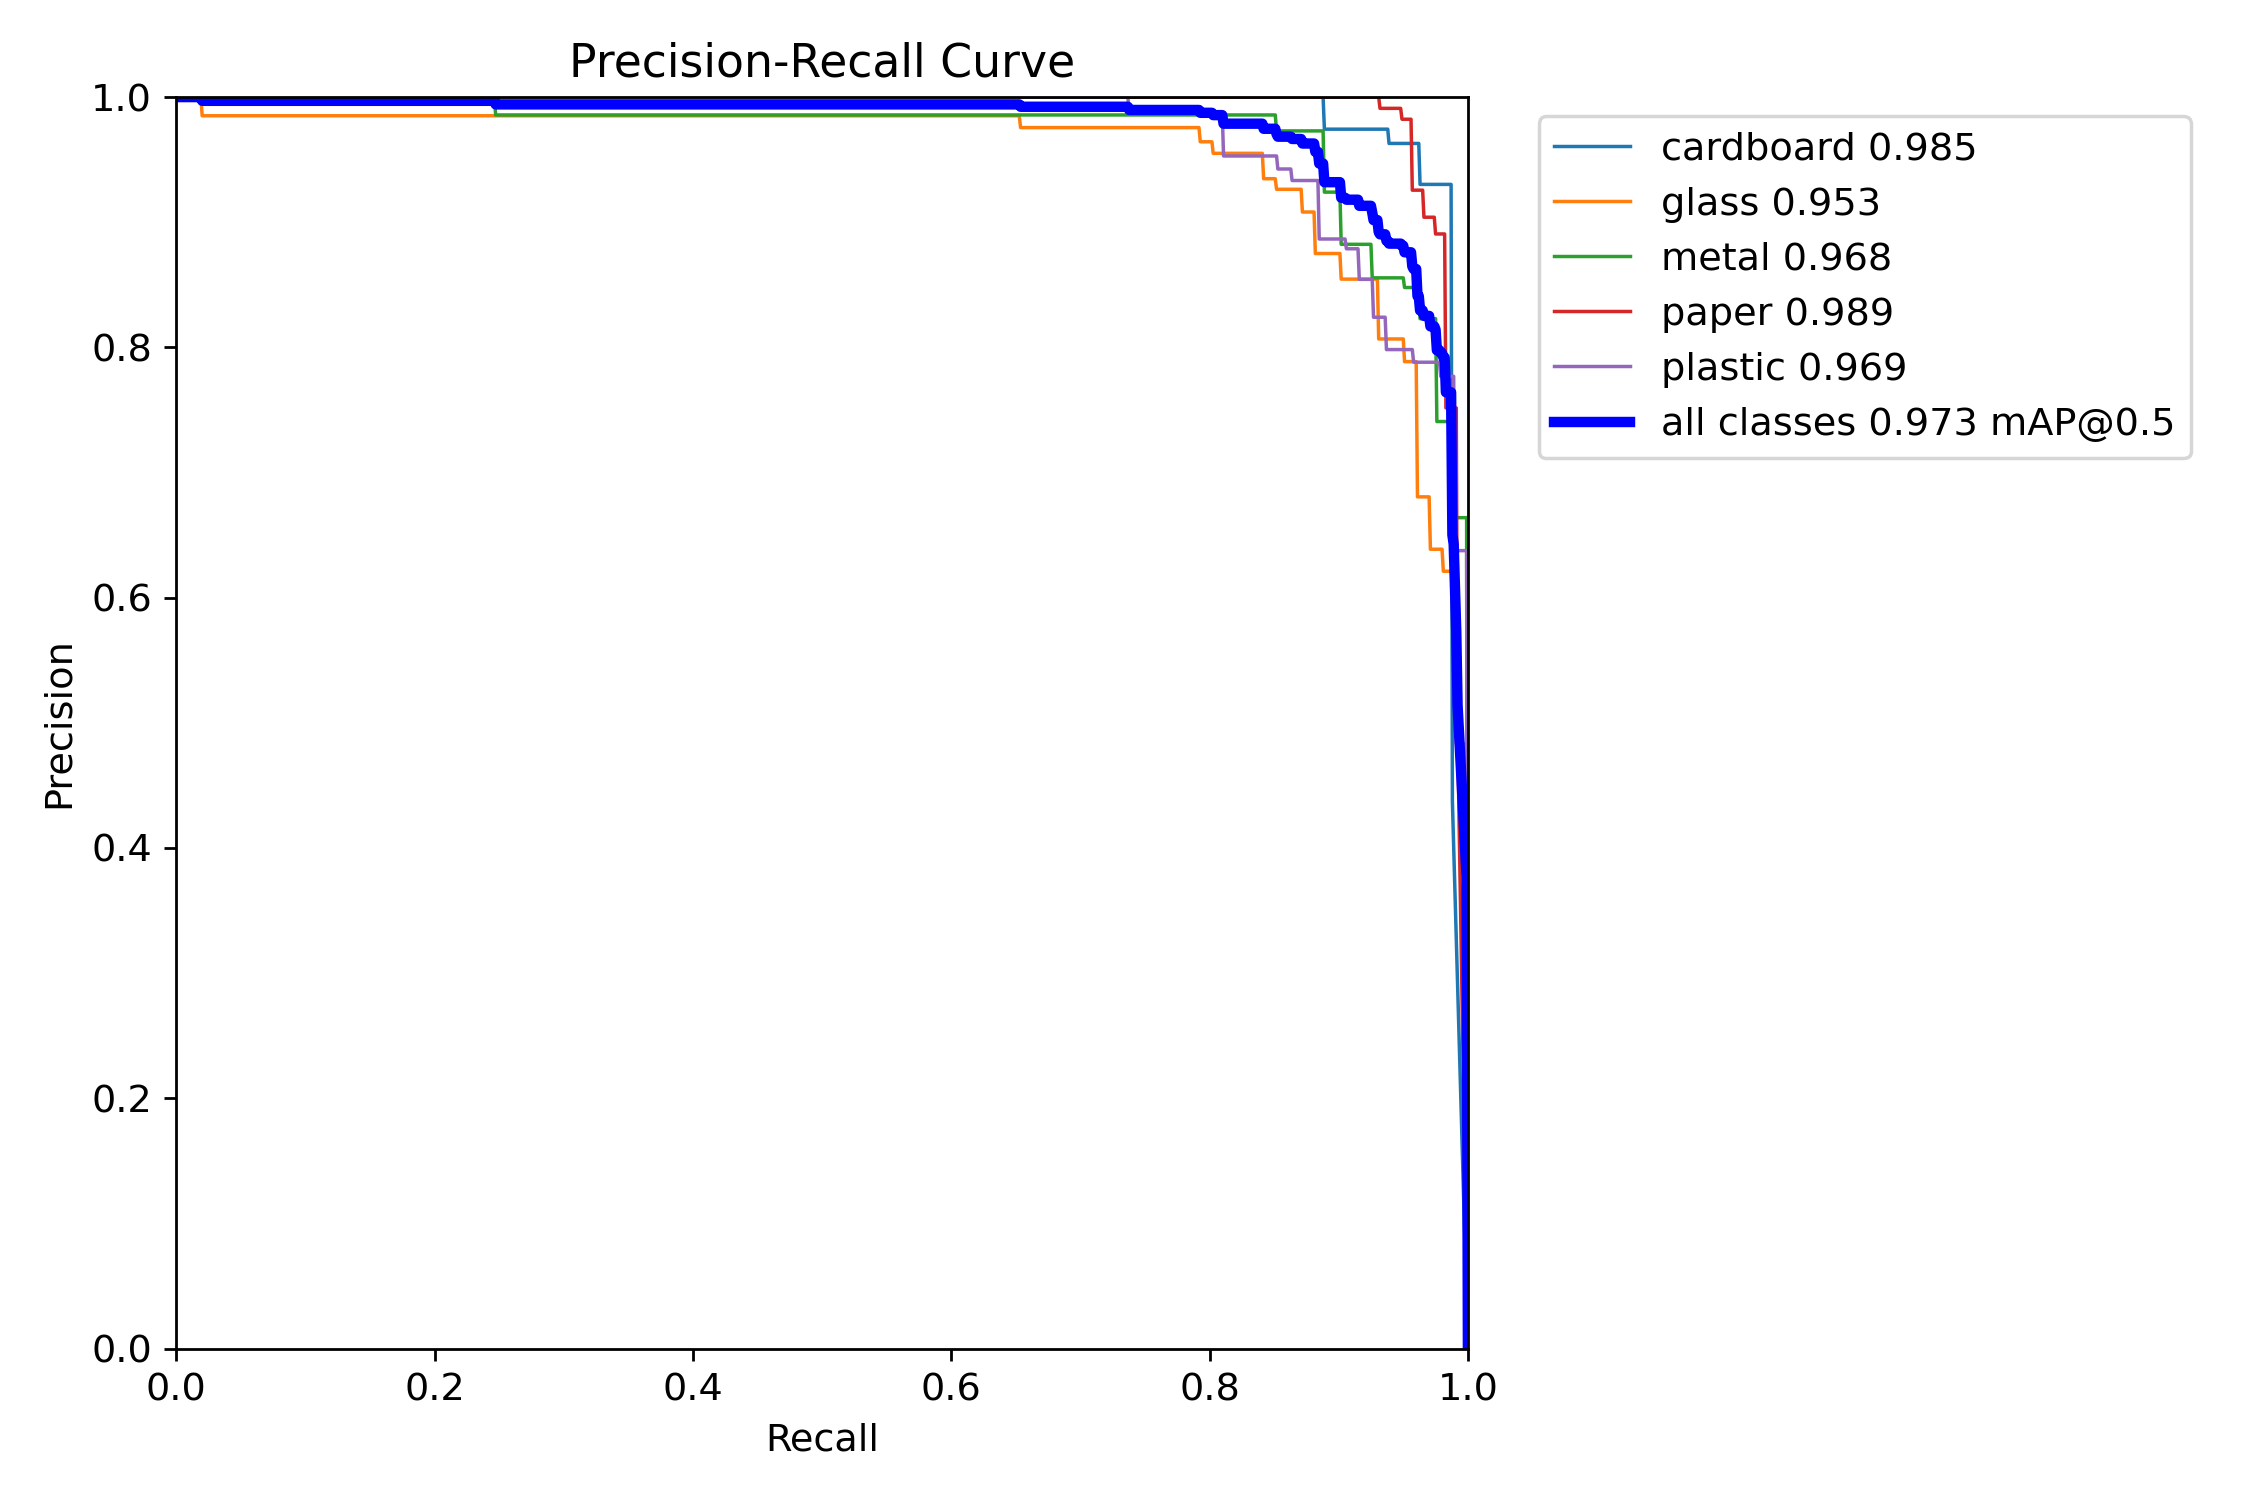 Precision-Recall Curve
1.0
0.8
0.6
0.4
0.2
0.0
Precision
0.0 0.2 0.4 0.6 0.8 1.0
Recall
cardboard 0.985
glass 0.953
metal 0.968
paper 0.989
plastic 0.969
all classes 0.973 mAP@0.5